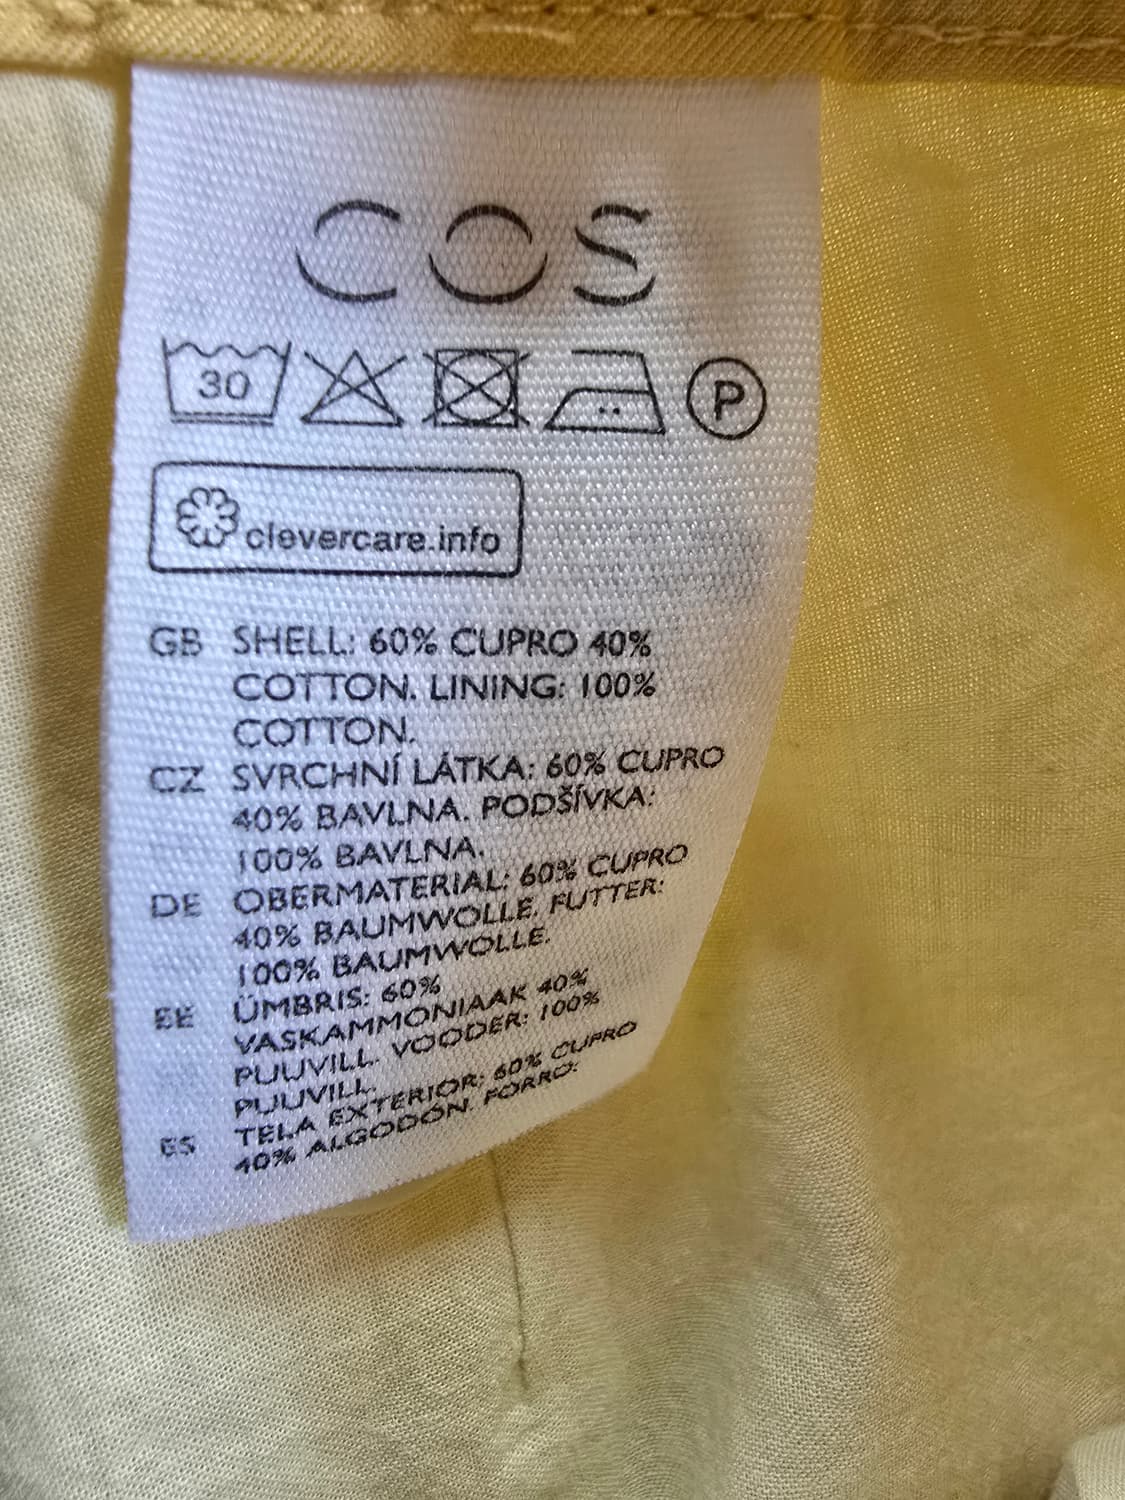 COS
30 P
clevercare.info
GB SHELL: 60% CUPRO 40%
COTTON. LINING: 100%
COTTON.
CZ SVRCHNÍ LÁTKA: 60% CUPRO
40% BAVLNA. PODŠÍVKA:
100% BAVLNA.
DE OBERMATERIAL: 60% CUPRO
40% BAUMWOLLE. FUTTER:
100% BAUMWOLLE.
EE ÜMBRIS: 60%
VASKAMMONIAAK 40%
PUUVILL. VOODER: 100%
PUUVILL.
ES TELA EXTERIOR: 60% CUPRO
40% ALGODÓN. FORRO: